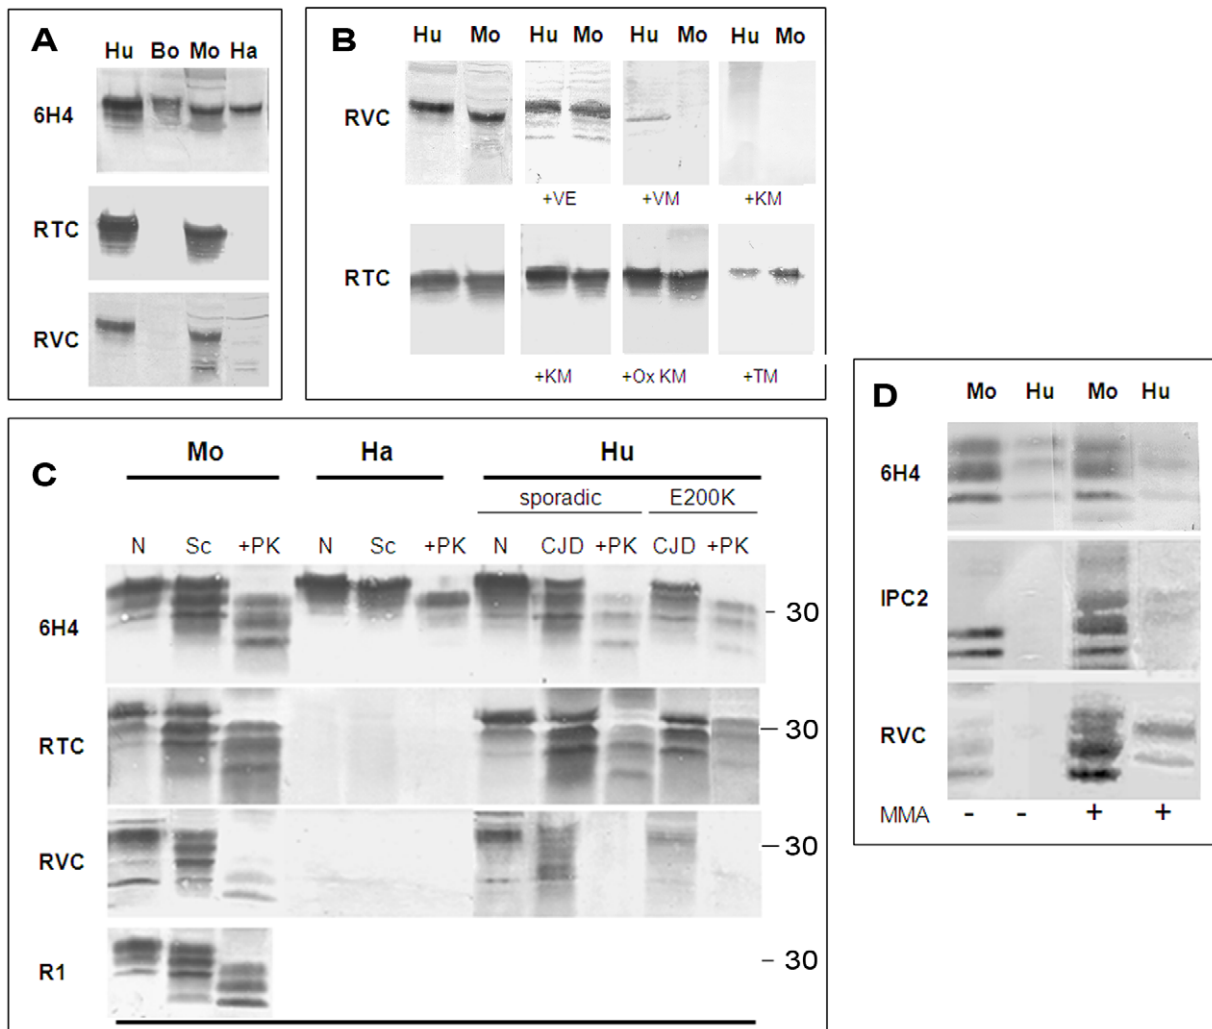 A
Hu Bo Mo Ha
6H4
RTC
RVC
B
Hu Mo Hu Mo Hu Mo Hu Mo
RVC
+VE +VM +KM
RTC
+KM +Ox KM +TM
C
Mo Ha Hu
sporadic E200K
N Sc +PK N Sc +PK N CJD +PK CJD +PK
6H4
- 30
RTC
- 30
RVC
- 30
R1
- 30
D
Mo Hu Mo Hu
6H4
IPC2
RVC
MMA - - + +